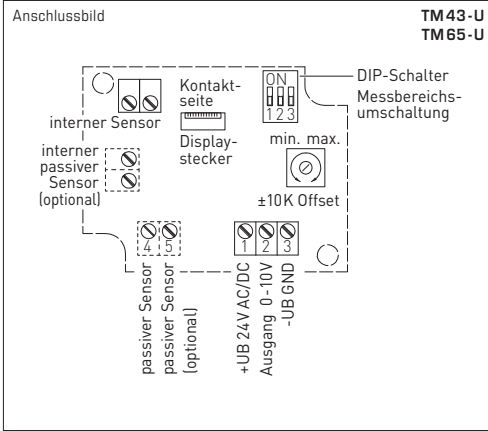 Anschlussbild
TM43-U
TM65-U
ON
1 2 3
DIP-Schalter
Messbereichs-
umschaltung
Kontakt-
seite
Display-
stecker
interner Sensor
interner
passiver
Sensor
(optional)
min. max.
±10K Offset
4 5
1 2 3
passiver Sensor
passiver Sensor
(optional)
+UB 24V AC/DC
Ausgang 0-10V
-UB GND